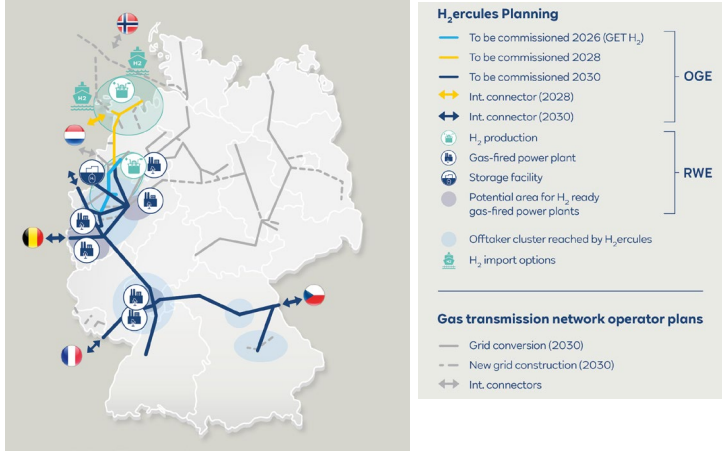 H2
H2
H₂ercules Planning
To be commissioned 2026 (GET H₂)
To be commissioned 2028
To be commissioned 2030
Int. connector (2028)
Int. connector (2030)
OGE
H₂ production
Gas-fired power plant
Storage facility
Potential area for H₂ ready
gas-fired power plants
RWE
Offtaker cluster reached by H₂ercules
H2
H₂ import options
Gas transmission network operator plans
Grid conversion (2030)
New grid construction (2030)
Int. connectors